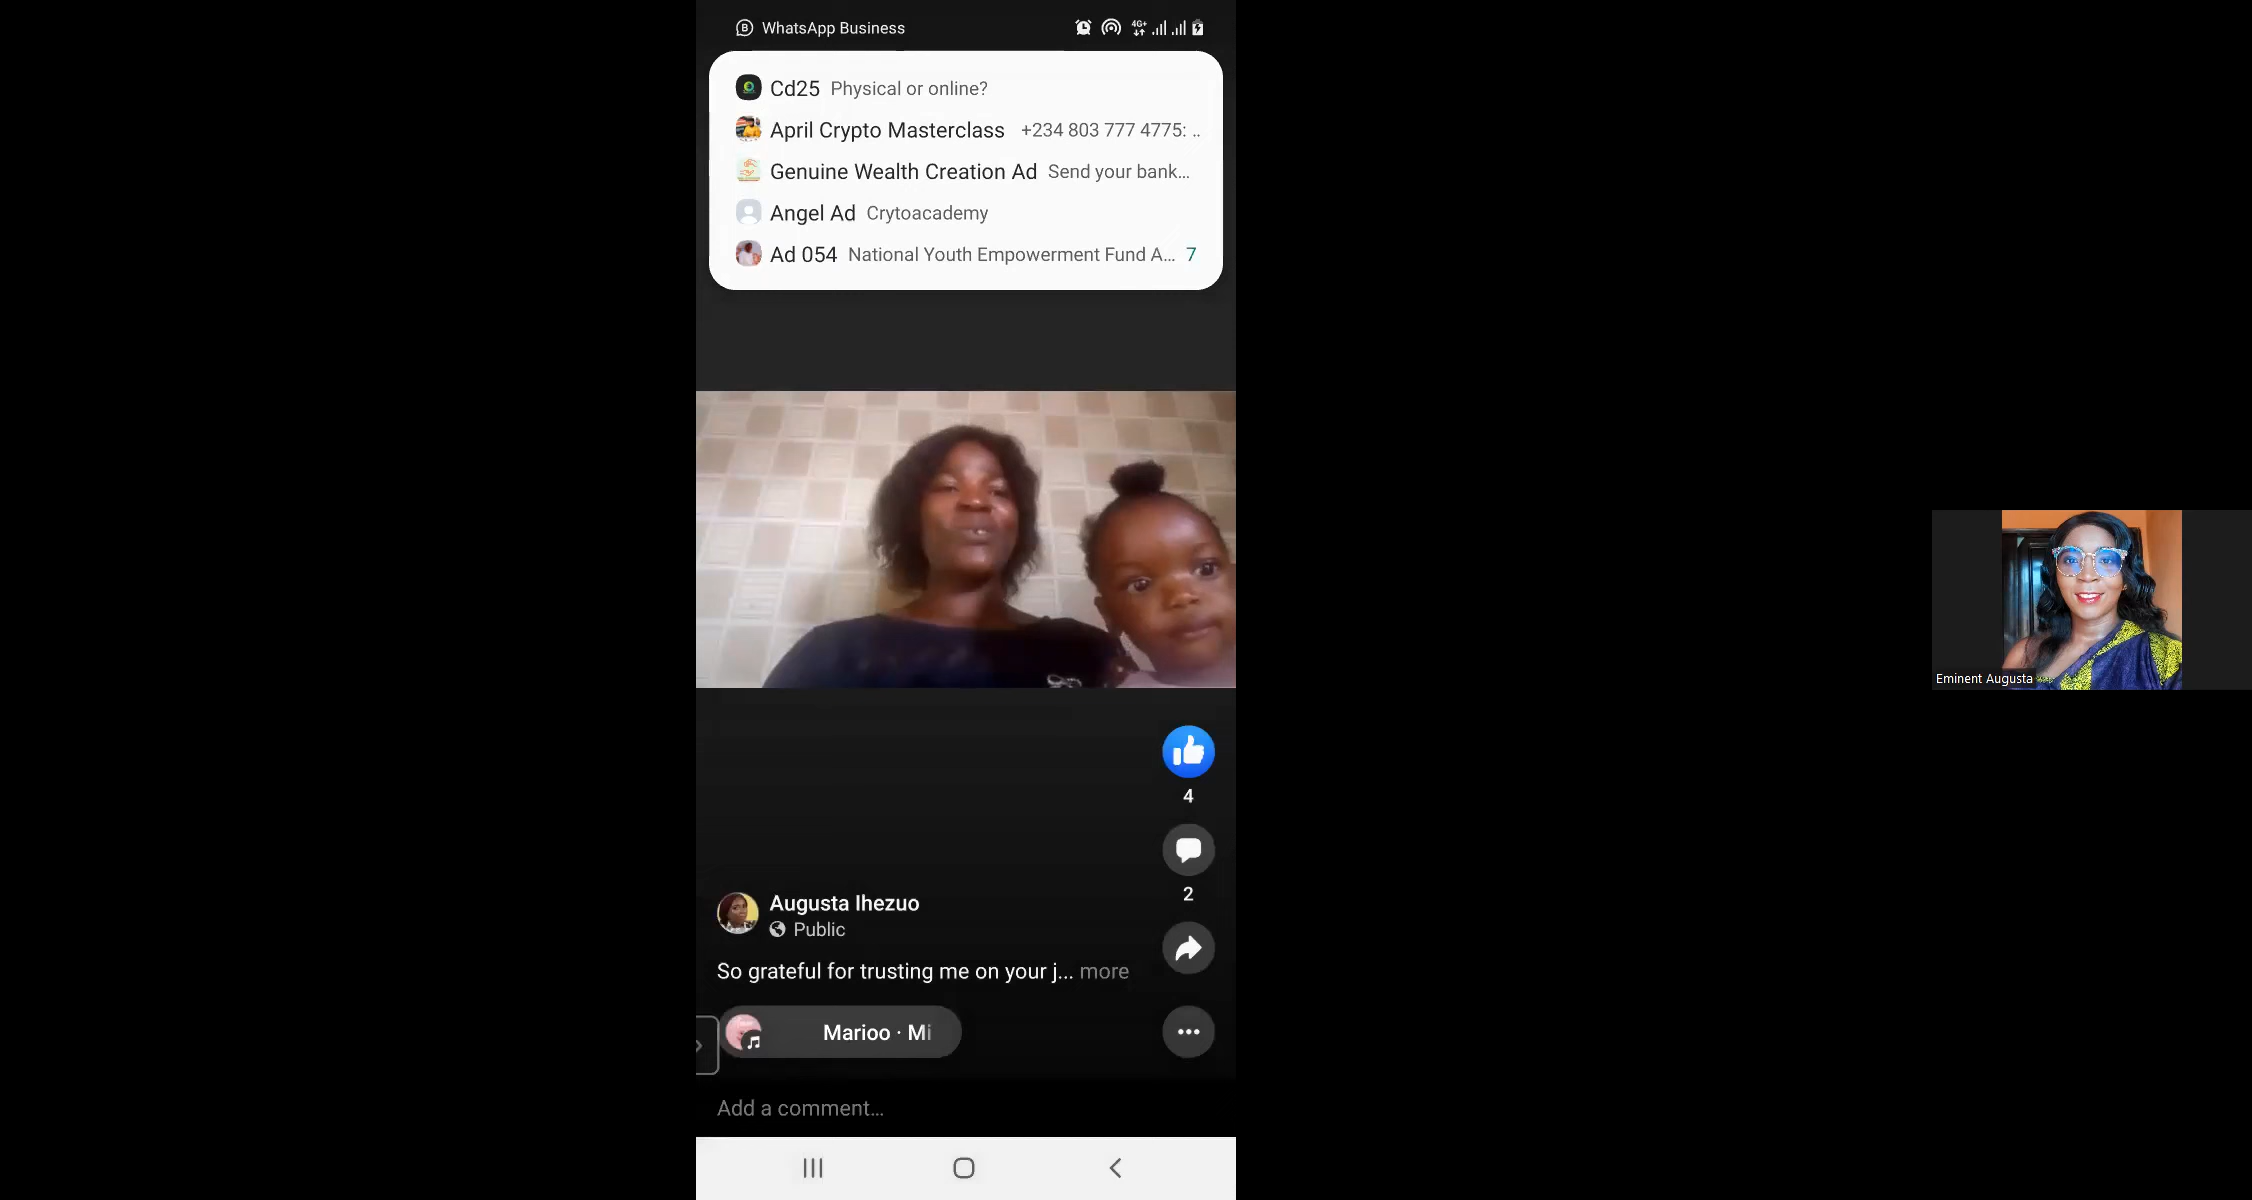 WhatsApp Business
4G+
Cd25 Physical or online?
April Crypto Masterclass +234 803 777 4775: ..
Genuine Wealth Creation Ad Send your bank...
Angel Ad Crytoacademy
Ad 054 National Youth Empowerment Fund A... 7
4
2
Augusta Ihezuo
Public
So grateful for trusting me on your j... more
Marioo · Mi
Add a comment...
Eminent Augusta